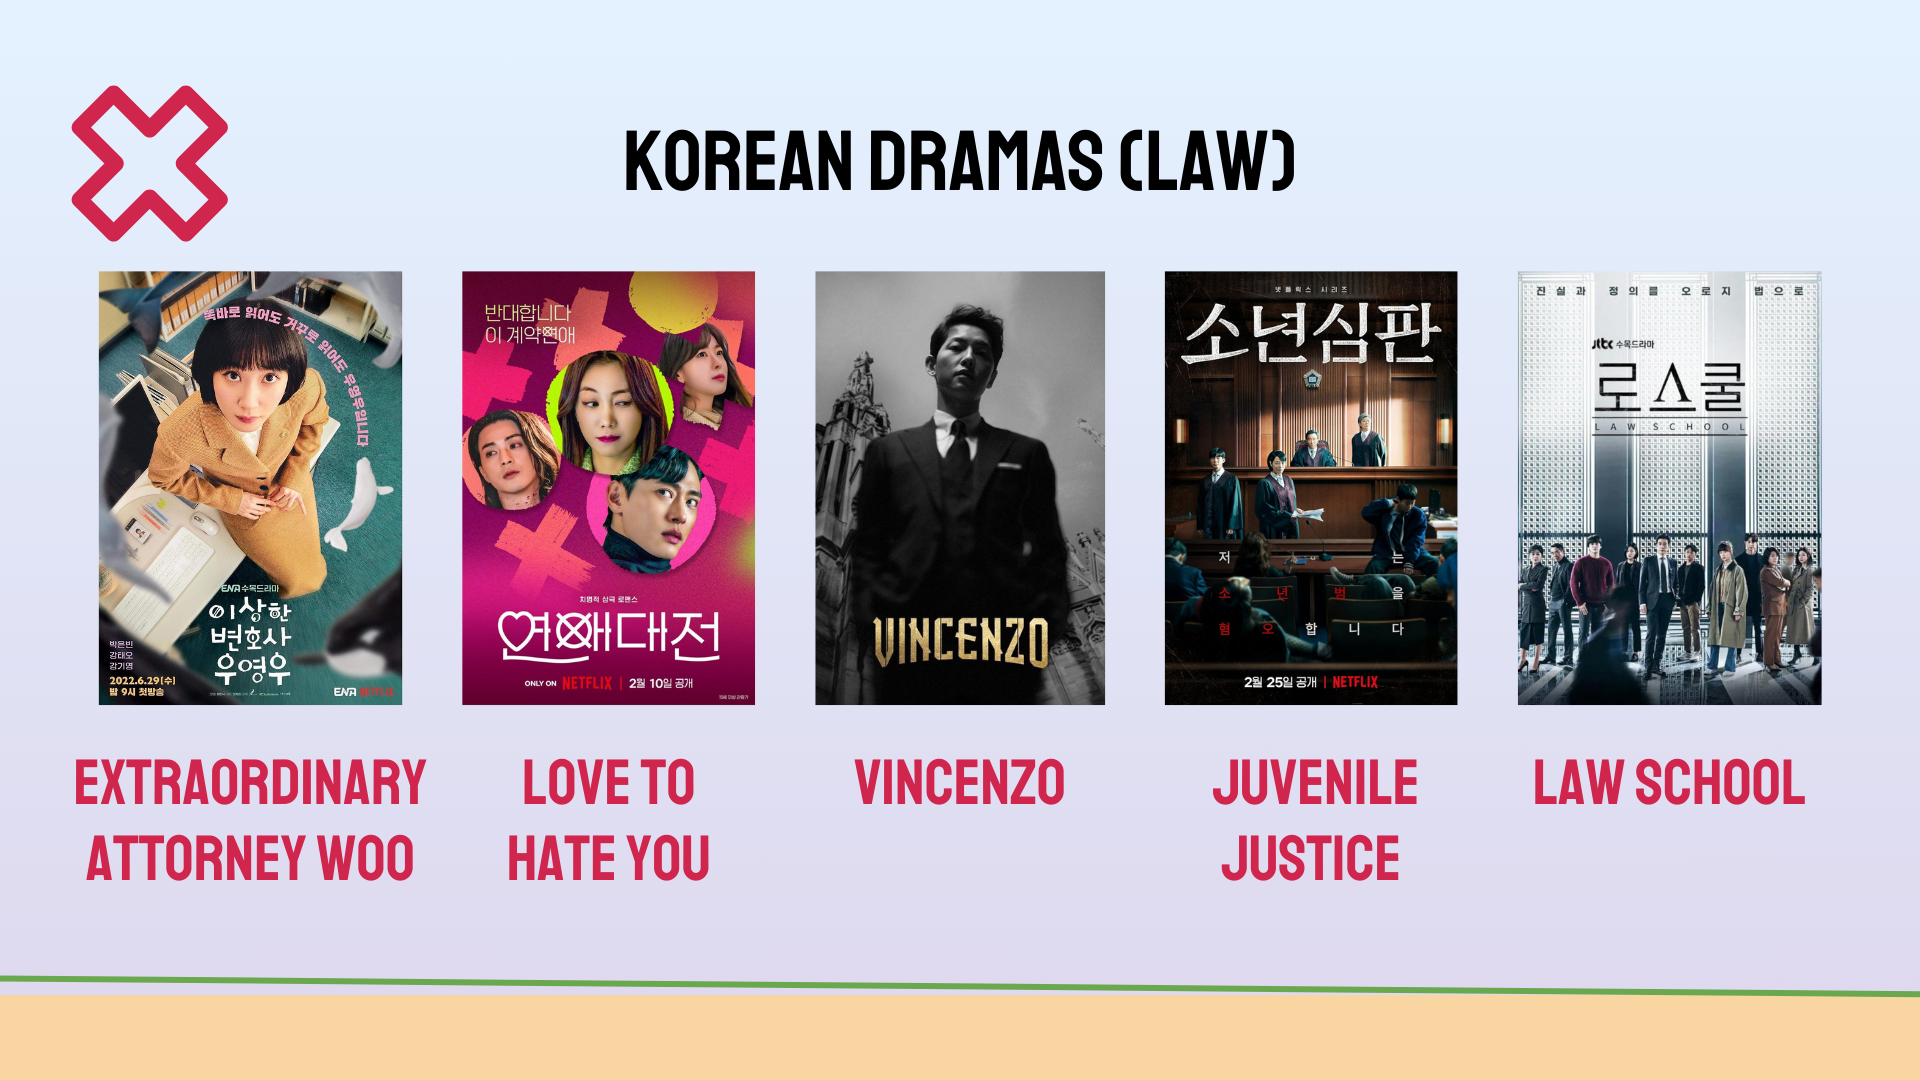 KOREAN DRAMAS (LAW)
똑바로 읽어도 거꾸로 읽어도 우영우입니다
ENA 수목드라마
이상한
변호사
우영우
박은빈
강태오
강기영
2022.6.29(수)
밤 9시 첫방송
ENA NETFLIX
반대합니다
이 계약연애
치명적 상극 로맨스
연애대전
ONLY ON NETFLIX | 2월 10일 공개
VINCENZO
넷플릭스 시리즈
소년심판
저는
소년범을
혐오합니다
2월 25일 공개 | NETFLIX
진실과 정의를 오로지 법으로
jtbc 수목드라마
로스쿨
LAW SCHOOL
EXTRAORDINARY
ATTORNEY WOO
LOVE TO
HATE YOU
VINCENZO
JUVENILE
JUSTICE
LAW SCHOOL